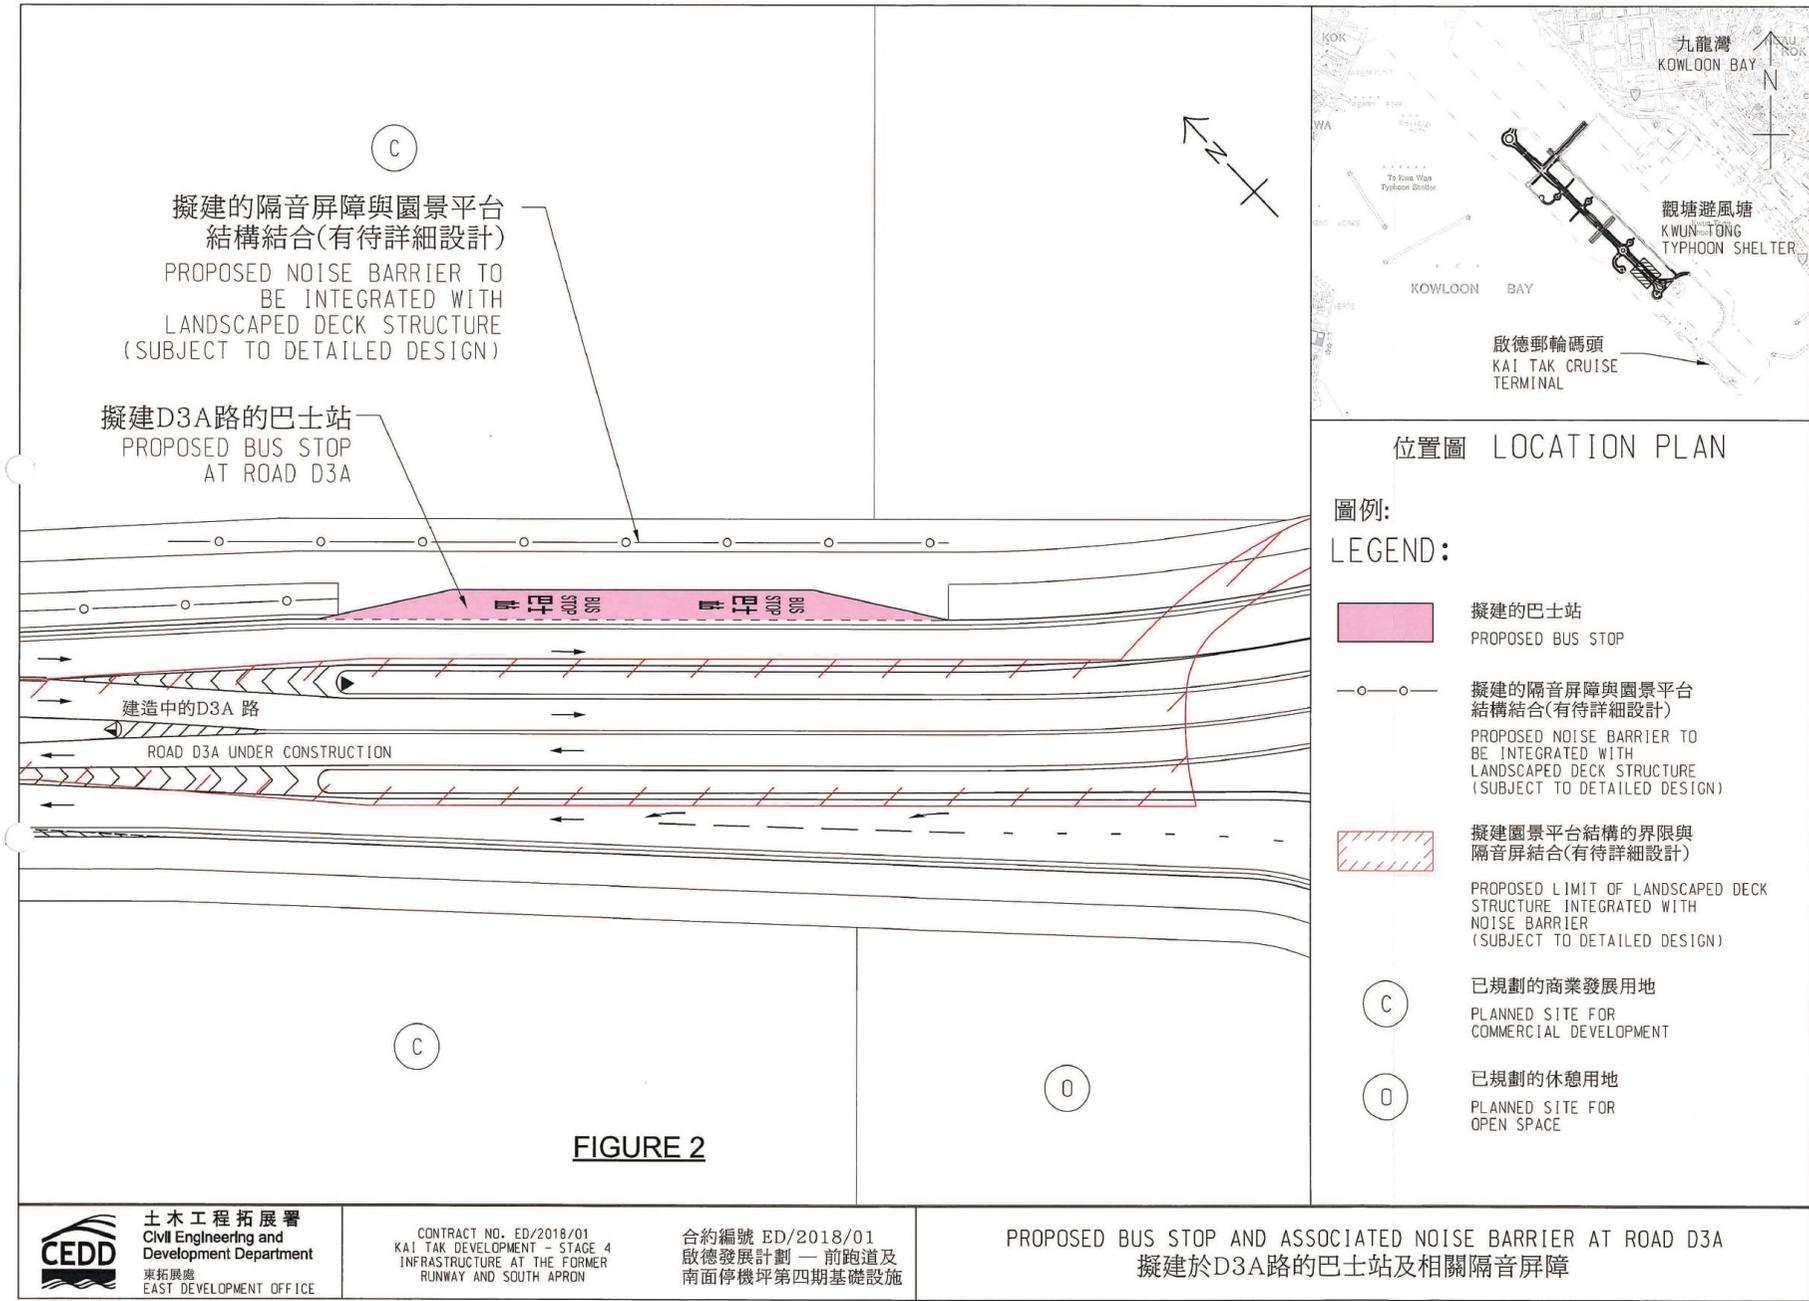 C
擬建的隔音屏障與園景平台
結構結合(有待詳細設計)
PROPOSED NOISE BARRIER TO
BE INTEGRATED WITH
LANDSCAPED DECK STRUCTURE
(SUBJECT TO DETAILED DESIGN)
擬建D3A路的巴士站
PROPOSED BUS STOP
AT ROAD D3A
N
巴士站
BUS STOP
巴士站
BUS STOP
建造中的D3A 路
ROAD D3A UNDER CONSTRUCTION
C
O
FIGURE 2
KOK
九龍灣
KOWLOON BAY
N
To Kwa Wan
Typhoon Shelter
觀塘避風塘
KWUN TONG
TYPHOON SHELTER
KOWLOON BAY
啟德郵輪碼頭
KAI TAK CRUISE
TERMINAL
位置圖 LOCATION PLAN
圖例:
LEGEND:
擬建的巴士站
PROPOSED BUS STOP
擬建的隔音屏障與園景平台
結構結合(有待詳細設計)
PROPOSED NOISE BARRIER TO
BE INTEGRATED WITH
LANDSCAPED DECK STRUCTURE
(SUBJECT TO DETAILED DESIGN)
擬建園景平台結構的界限與
隔音屏結合(有待詳細設計)
PROPOSED LIMIT OF LANDSCAPED DECK
STRUCTURE INTEGRATED WITH
NOISE BARRIER
(SUBJECT TO DETAILED DESIGN)
C
已規劃的商業發展用地
PLANNED SITE FOR
COMMERCIAL DEVELOPMENT
O
已規劃的休憩用地
PLANNED SITE FOR
OPEN SPACE
CEDD
土木工程拓展署
Civil Engineering and
Development Department
東拓展處
EAST DEVELOPMENT OFFICE
CONTRACT NO. ED/2018/01
KAI TAK DEVELOPMENT - STAGE 4
INFRASTRUCTURE AT THE FORMER
RUNWAY AND SOUTH APRON
合約編號 ED/2018/01
啟德發展計劃 — 前跑道及
南面停機坪第四期基礎設施
PROPOSED BUS STOP AND ASSOCIATED NOISE BARRIER AT ROAD D3A
擬建於D3A路的巴士站及相關隔音屏障